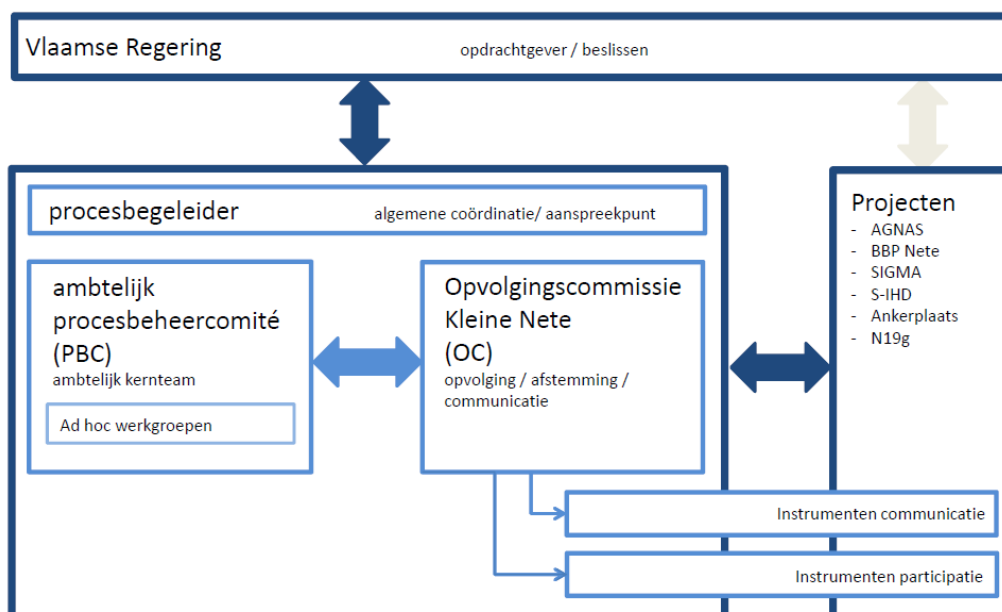 Vlaamse Regering
opdrachtgever / beslissen
procesbegeleider
algemene coördinatie/ aanspreekpunt
ambtelijk
procesbeheercomité
(PBC)
ambtelijk kernteam
Ad hoc werkgroepen
Opvolgingscommissie
Kleine Nete
(OC)
opvolging / afstemming /
communicatie
Projecten
- AGNAS
- BBP Nete
- SIGMA
- S-IHD
- Ankerplaats
- N19g
Instrumenten communicatie
Instrumenten participatie